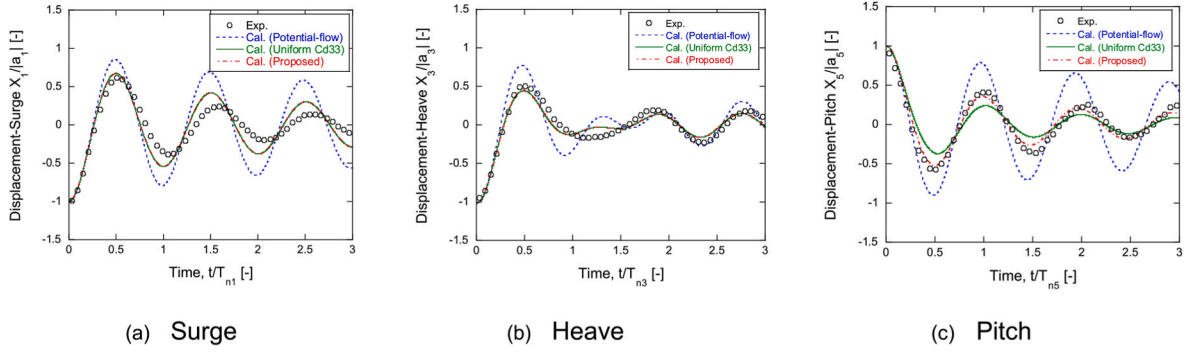 Exp.
Cal. (Potential-flow)
Cal. (Uniform Cd33)
Cal. (Proposed)
Displacement-Surge X1/|a1| [-]
1.5
1
0.5
0
-0.5
-1
-1.5
0 0.5 1 1.5 2 2.5 3
Time, t/Tn1 [-]
(a) Surge
Exp.
Cal. (Potential-flow)
Cal. (Uniform Cd33)
Cal. (Proposed)
Displacement-Heave X3/|a3| [-]
1.5
1
0.5
0
-0.5
-1
-1.5
0 0.5 1 1.5 2 2.5 3
Time, t/Tn3 [-]
(b) Heave
Exp.
Cal. (Potential-flow)
Cal. (Uniform Cd33)
Cal. (Proposed)
Displacement-Pitch X5/|a5| [-]
1.5
1
0.5
0
-0.5
-1
-1.5
0 0.5 1 1.5 2 2.5 3
Time, t/Tn5 [-]
(c) Pitch